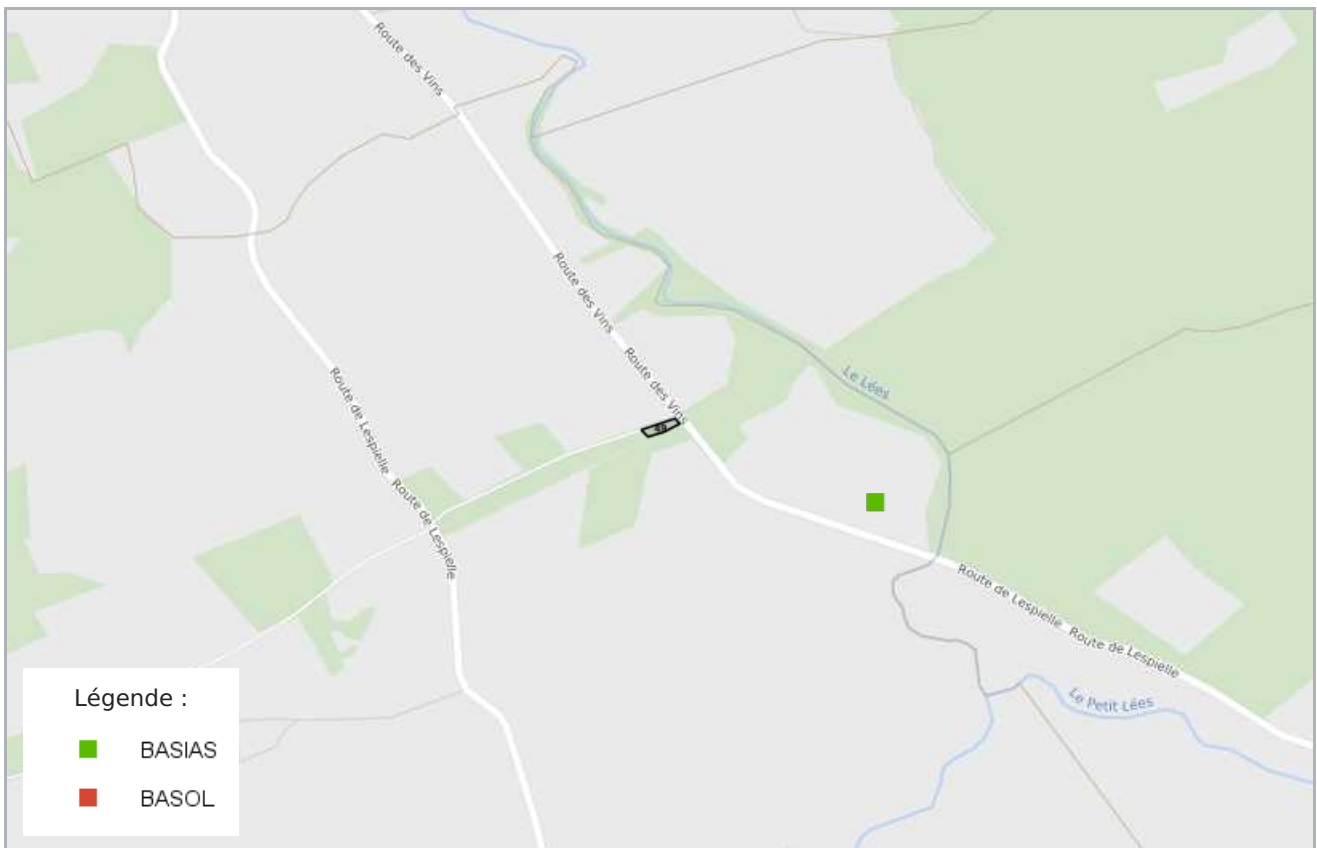 Route des Vins
Route des Vins
Route des Vins
Le Lées
Route de Lespielle
Route de Lespielle
Route de Lespielle
Route de Lespielle
Le Petit Lées
Légende :
BASIAS
BASOL